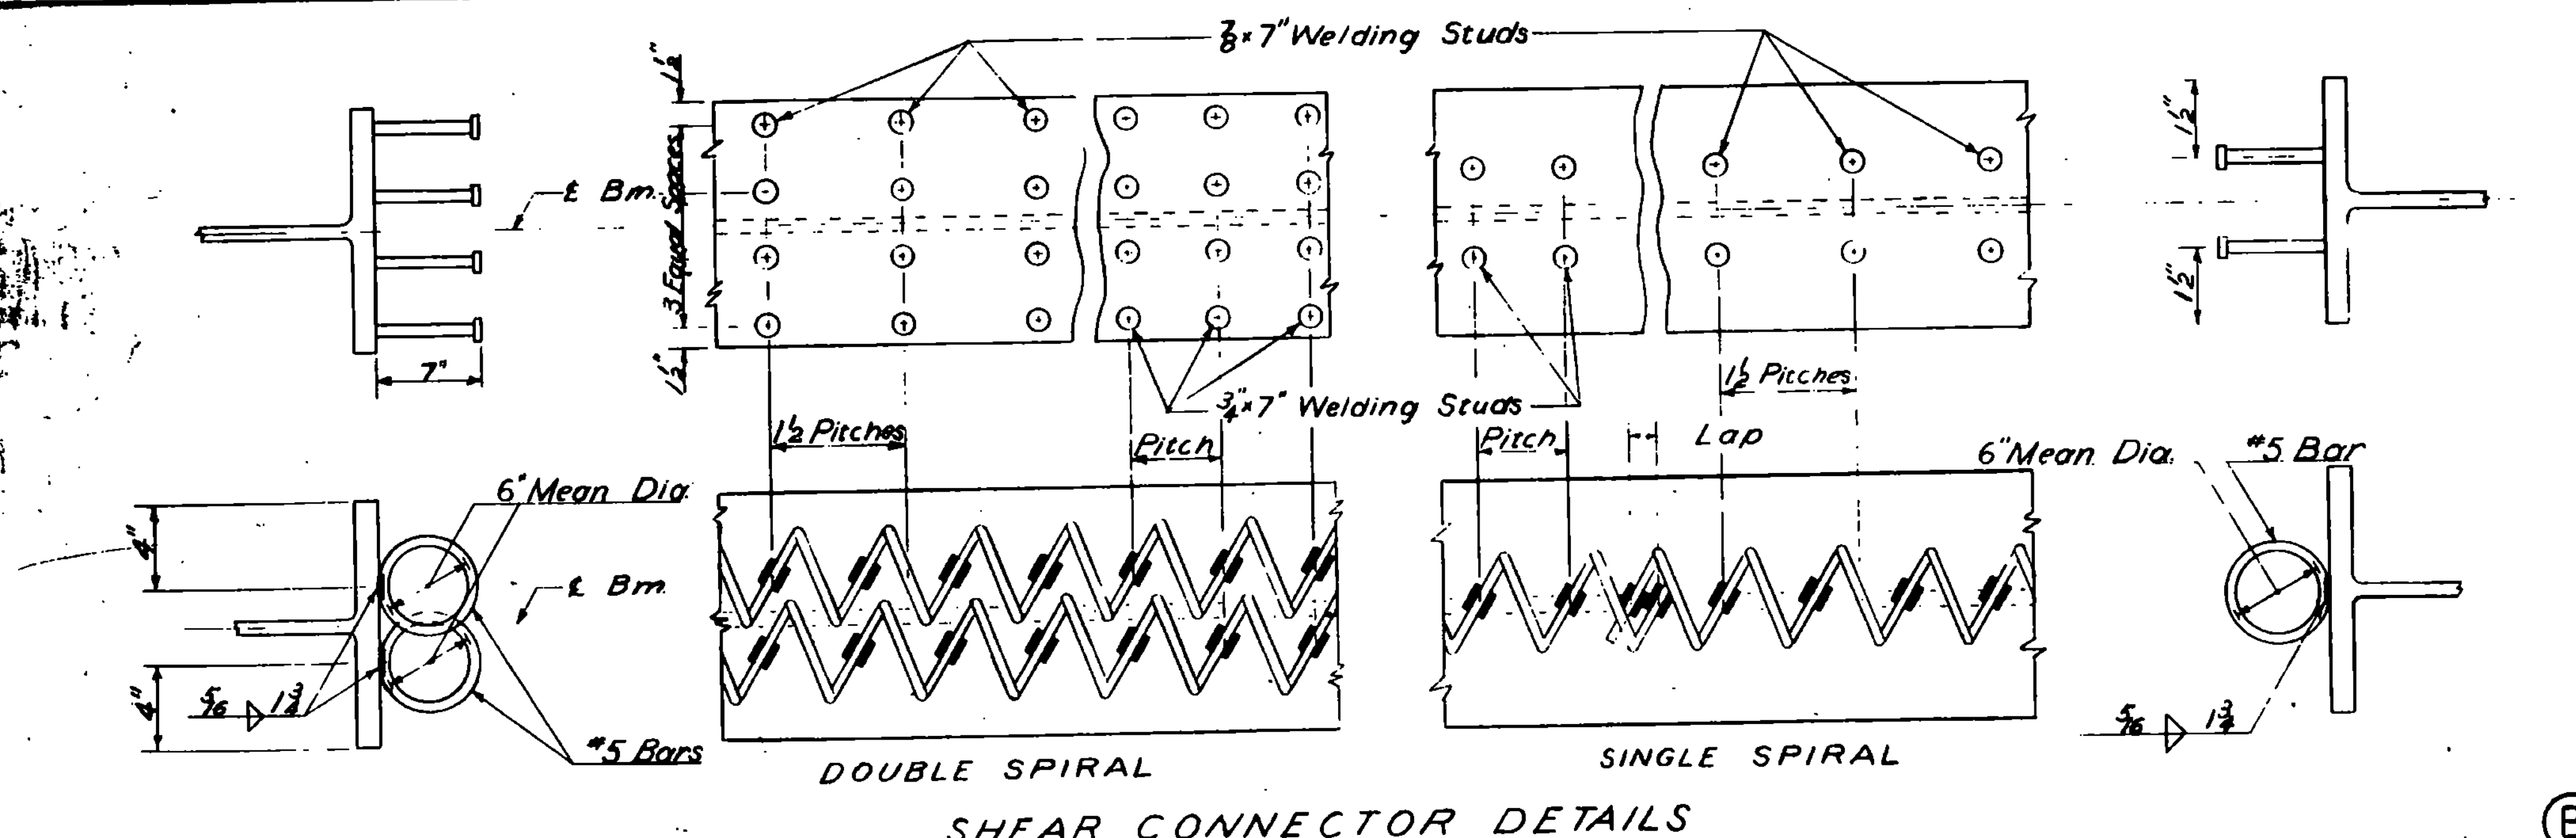 7/8 × 7" Welding Studs
1 1/2"
1 1/2"
℄ Bm.
3 Equal Spaces
7"
1 1/2"
1 1/2"
1 1/2 Pitches
3/4" × 7" Welding Studs
1 1/2 Pitches
Pitch
Pitch
Lap
6" Mean Dia.
#5 Bar
6" Mean Dia.
4"
℄ Bm.
4"
5/16 1 3/4
#5 Bars
5/16 1 3/4
DOUBLE SPIRAL
SINGLE SPIRAL
SHEAR CONNECTOR DETAILS